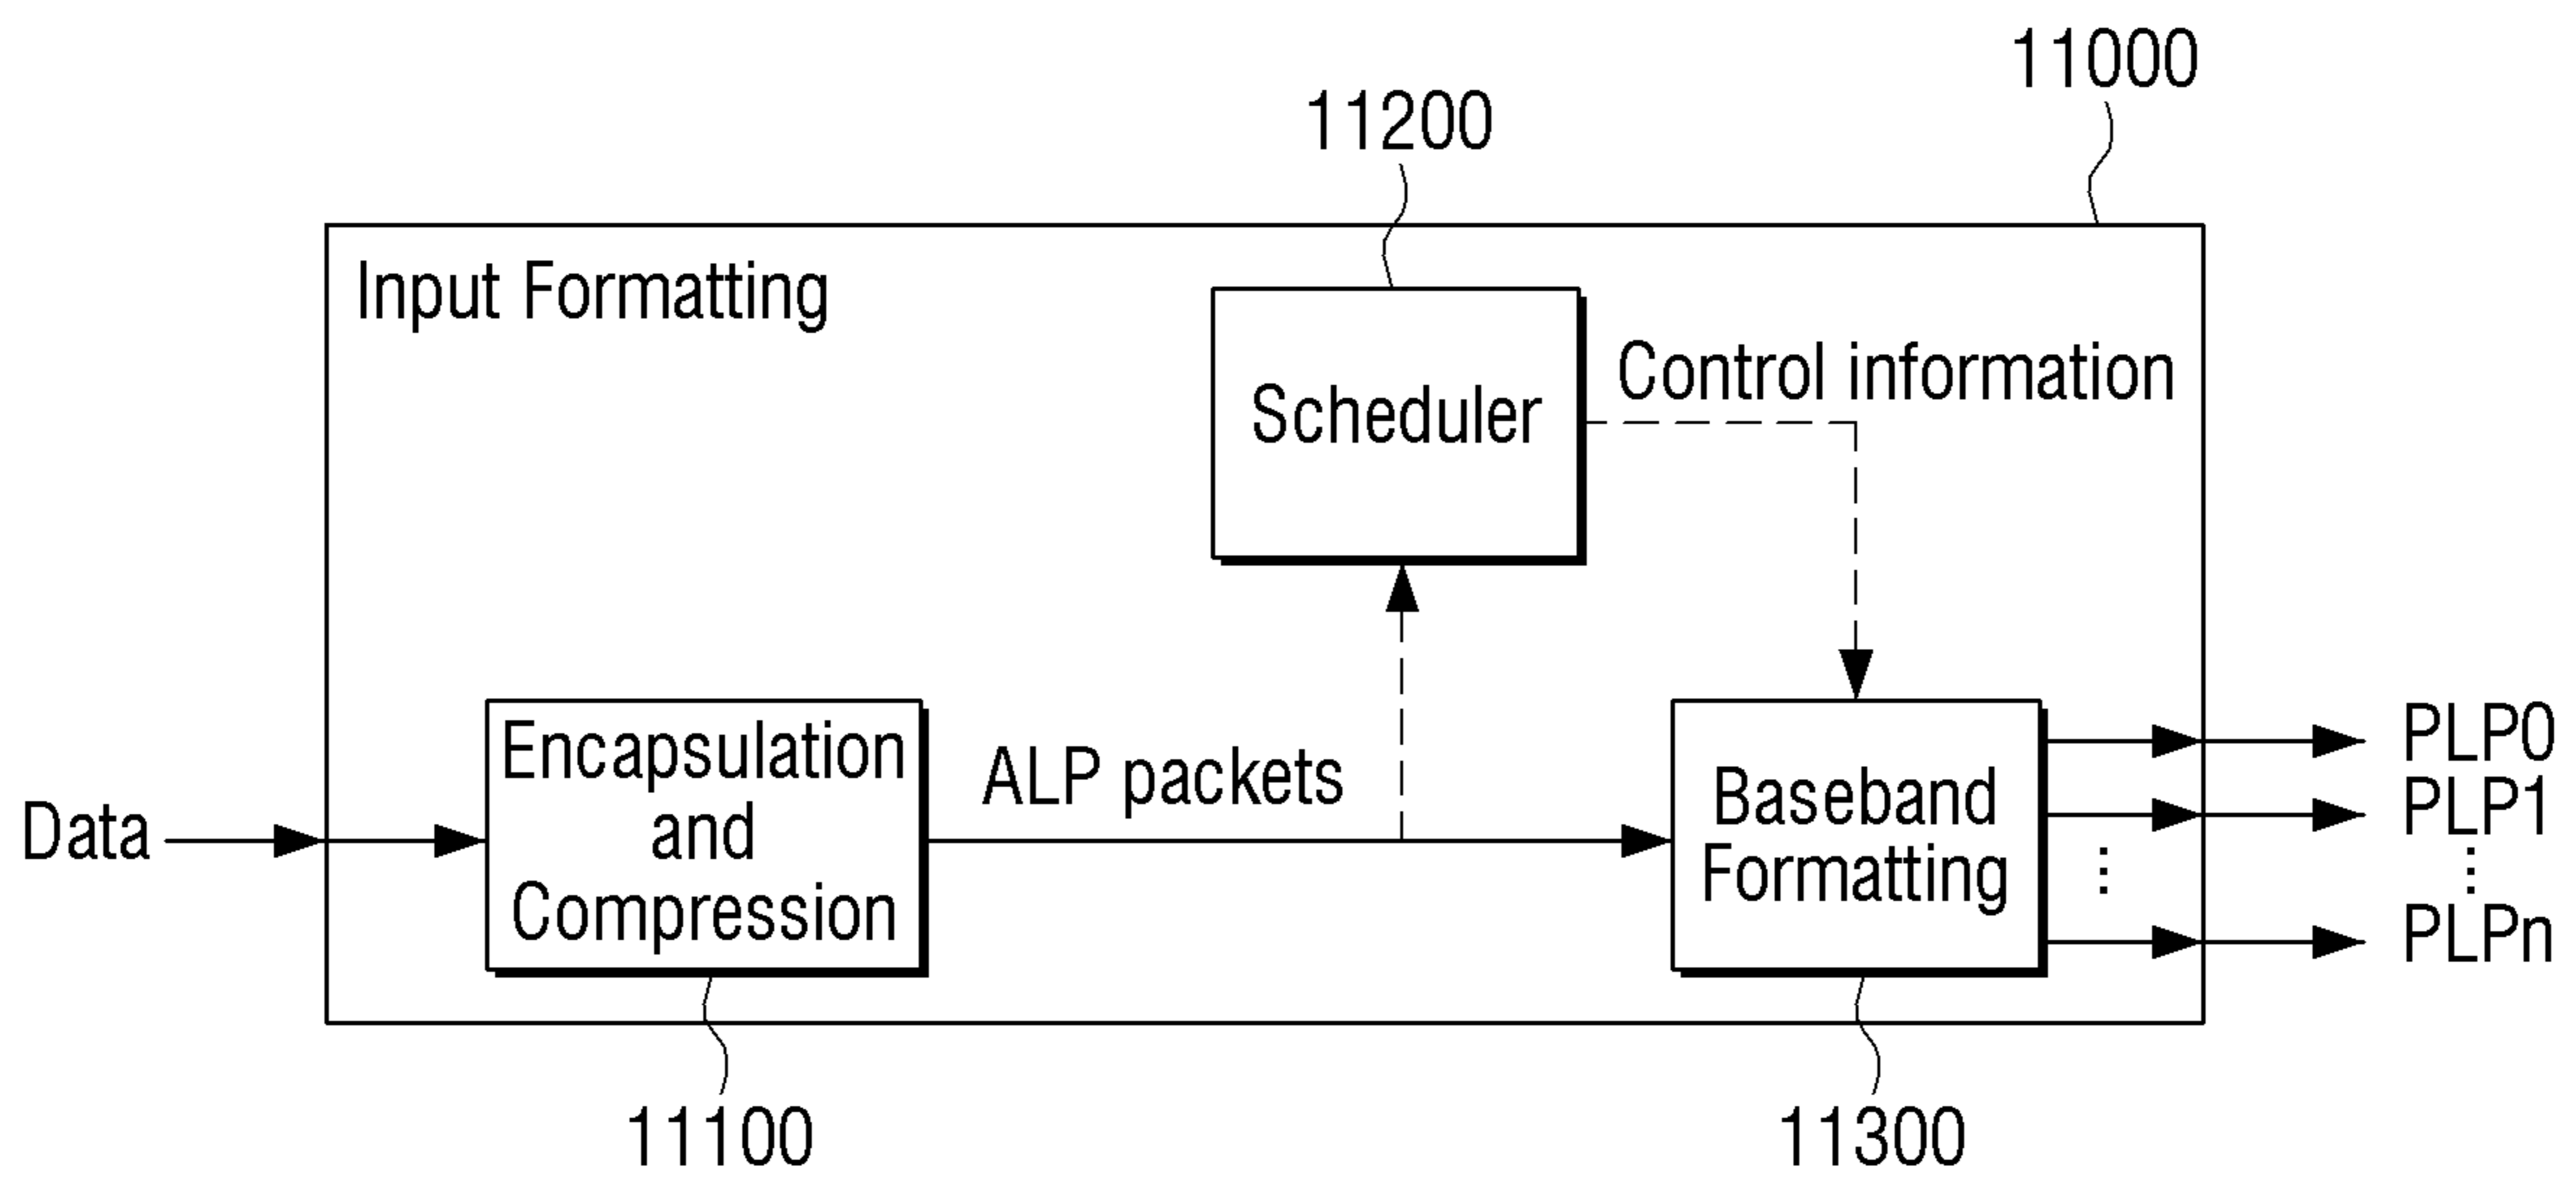 11000
11200
Input Formatting
Scheduler
Control information
Data
Encapsulation
and
Compression
ALP packets
Baseband
Formatting
PLP0
PLP1
⋮
⋮
PLPn
11100
11300